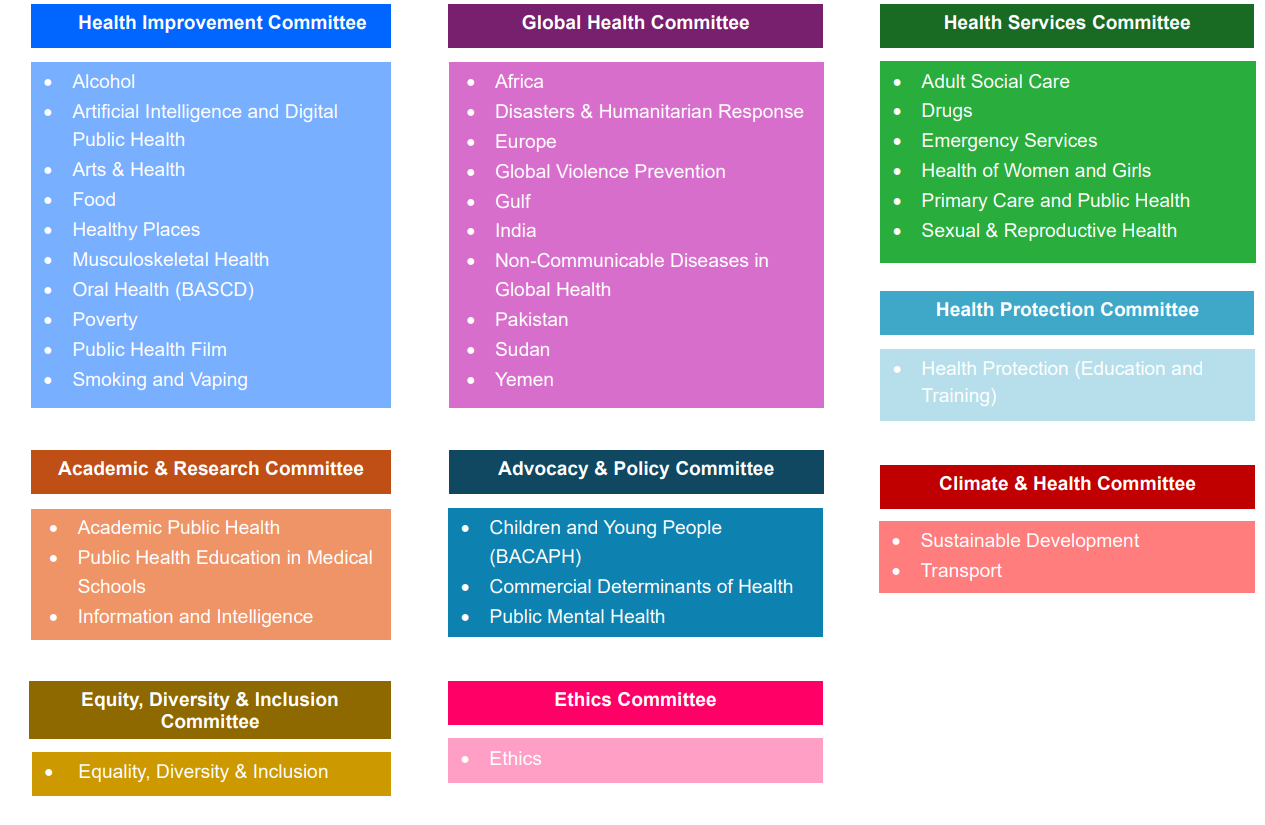 Health Improvement Committee
• Alcohol
• Artificial Intelligence and Digital
Public Health
• Arts & Health
• Food
• Healthy Places
• Musculoskeletal Health
• Oral Health (BASCD)
• Poverty
• Public Health Film
• Smoking and Vaping
Global Health Committee
• Africa
• Disasters & Humanitarian Response
• Europe
• Global Violence Prevention
• Gulf
• India
• Non-Communicable Diseases in
Global Health
• Pakistan
• Sudan
• Yemen
Health Services Committee
• Adult Social Care
• Drugs
• Emergency Services
• Health of Women and Girls
• Primary Care and Public Health
• Sexual & Reproductive Health
Health Protection Committee
• Health Protection (Education and
Training)
Academic & Research Committee
• Academic Public Health
• Public Health Education in Medical
Schools
• Information and Intelligence
Advocacy & Policy Committee
• Children and Young People
(BACAPH)
• Commercial Determinants of Health
• Public Mental Health
Climate & Health Committee
• Sustainable Development
• Transport
Equity, Diversity & Inclusion
Committee
• Equality, Diversity & Inclusion
Ethics Committee
• Ethics